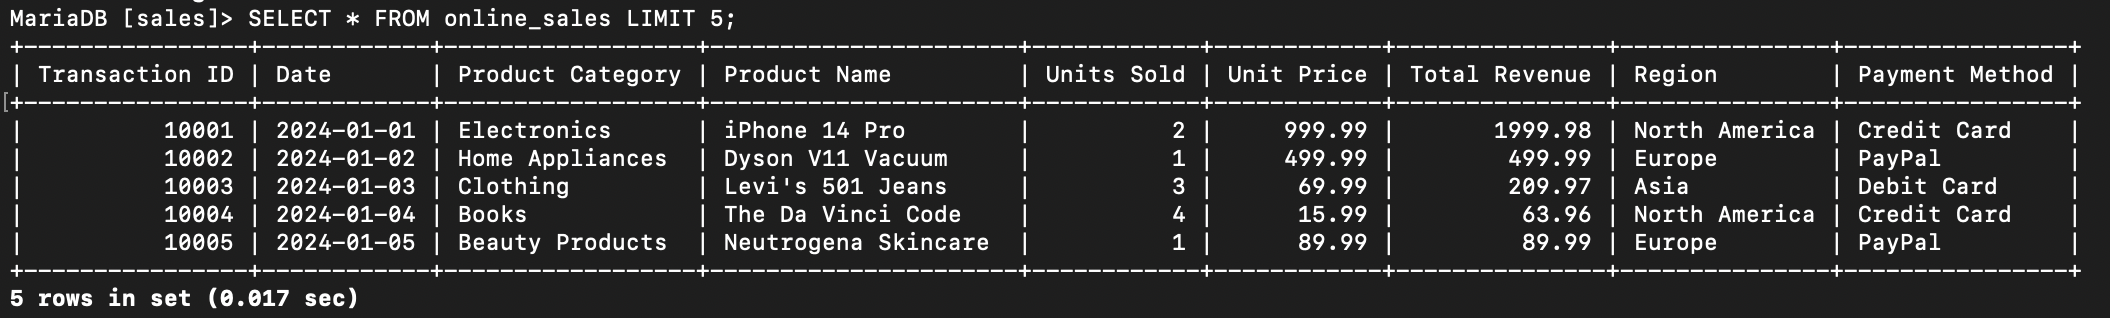 MariaDB [sales]> SELECT * FROM online_sales LIMIT 5;
+----------------+------------+------------------+----------------------+------------+------------+---------------+---------------+----------------+
| Transaction ID | Date       | Product Category | Product Name         | Units Sold | Unit Price | Total Revenue | Region        | Payment Method |
[+----------------+------------+------------------+----------------------+------------+------------+---------------+---------------+----------------+
|          10001 | 2024-01-01 | Electronics      | iPhone 14 Pro        |          2 |     999.99 |       1999.98 | North America | Credit Card    |
|          10002 | 2024-01-02 | Home Appliances  | Dyson V11 Vacuum     |          1 |     499.99 |        499.99 | Europe        | PayPal         |
|          10003 | 2024-01-03 | Clothing         | Levi's 501 Jeans     |          3 |      69.99 |        209.97 | Asia          | Debit Card     |
|          10004 | 2024-01-04 | Books            | The Da Vinci Code    |          4 |      15.99 |         63.96 | North America | Credit Card    |
|          10005 | 2024-01-05 | Beauty Products  | Neutrogena Skincare  |          1 |      89.99 |         89.99 | Europe        | PayPal         |
+----------------+------------+------------------+----------------------+------------+------------+---------------+---------------+----------------+
5 rows in set (0.017 sec)